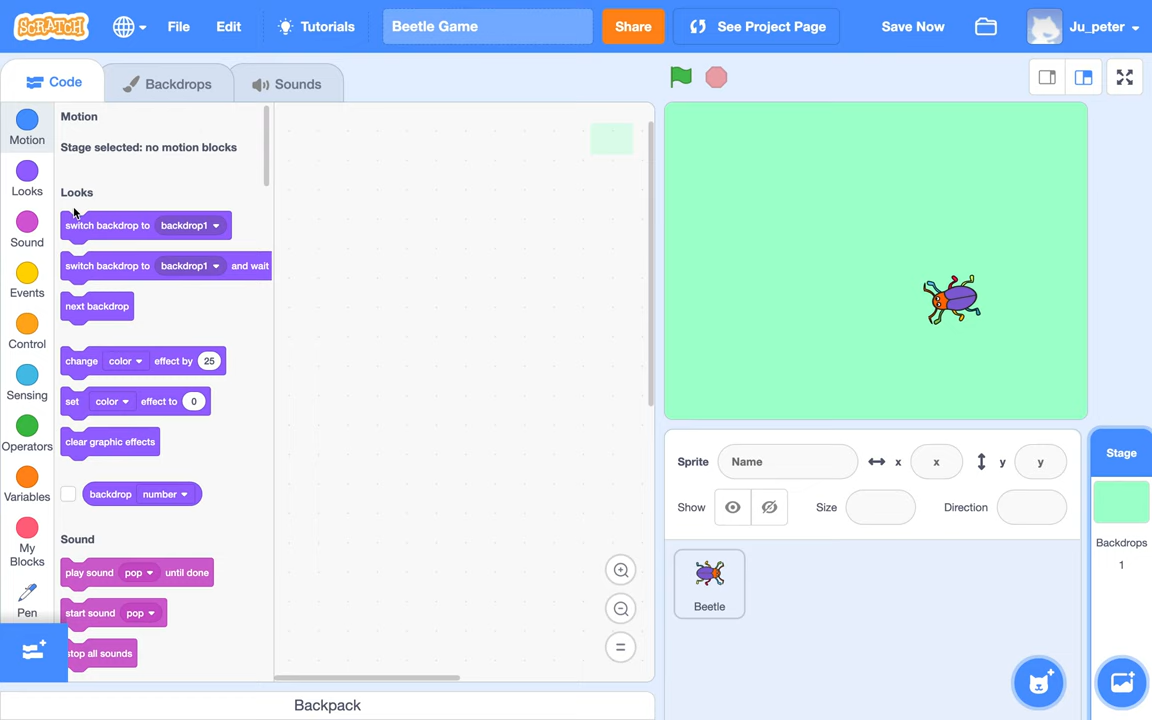 SCRATCH File Edit Tutorials Beetle Game Share See Project Page Save Now Ju_peter
Code Backdrops Sounds
Motion
Looks
Sound
Events
Control
Sensing
Operators
Variables
My
Blocks
Pen
Motion
Stage selected: no motion blocks
Looks
switch backdrop to backdrop1
switch backdrop to backdrop1 and wait
next backdrop
change color effect by 25
set color effect to 0
clear graphic effects
backdrop number
Sound
play sound pop until done
start sound pop
stop all sounds
Backpack
Sprite Name x x y y
Show Size Direction
Beetle
Stage
Backdrops
1